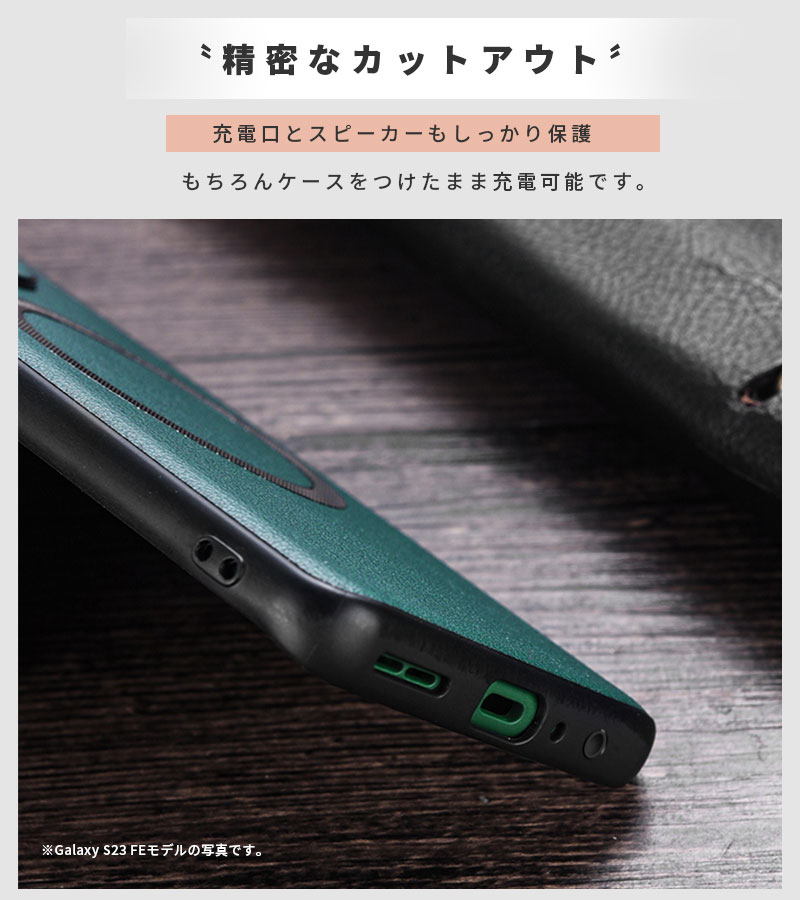 〝精密なカットアウト〞
充電口とスピーカーもしっかり保護
もちろんケースをつけたまま充電可能です。
※Galaxy S23 FEモデルの写真です。